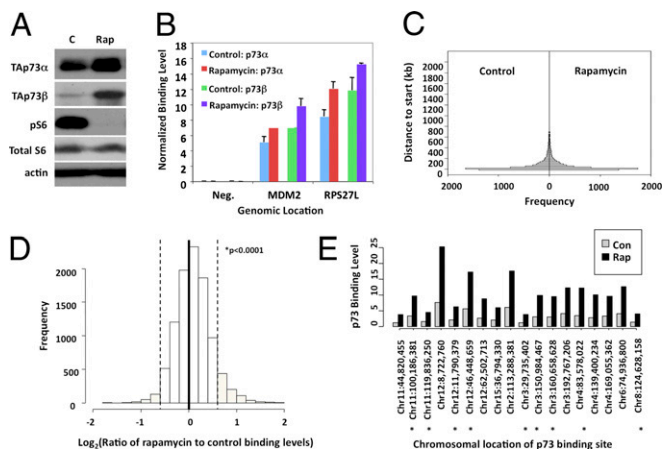 A
C Rap
TAp73α
TAp73β
pS6
Total S6
actin
B
Normalized Binding Level
18
16
14
12
10
8
6
4
2
0
Control: p73α
Rapamycin: p73α
Control: p73β
Rapamycin: p73β
Neg. MDM2 RPS27L
Genomic Location
C
Distance to start (kb)
2000
1800
1600
1400
1200
1000
800
600
400
200
0
Control Rapamycin
2000 1000 0 1000 2000
Frequency
D
Frequency
2000
1500
1000
500
0
*p<0.0001
-2 -1 0 1 2
Log2(Ratio of rapamycin to control binding levels)
E
p73 Binding Level
25
20
15
10
5
0
Con
Rap
Chr11:44,820,455
Chr11:100,186,381
Chr11:119,836,250
Chr12:8,722,760
Chr12:11,790,379
Chr12:46,448,659
Chr12:62,502,713
Chr15:36,794,330
Chr2:113,288,381
Chr3:29,735,402
Chr3:150,984,467
Chr3:160,658,628
Chr3:192,767,206
Chr4:83,578,022
Chr4:139,400,234
Chr4:169,055,362
Chr6:74,936,800
Chr8:124,628,158
* * * * * * * * *
Chromosomal location of p73 binding site